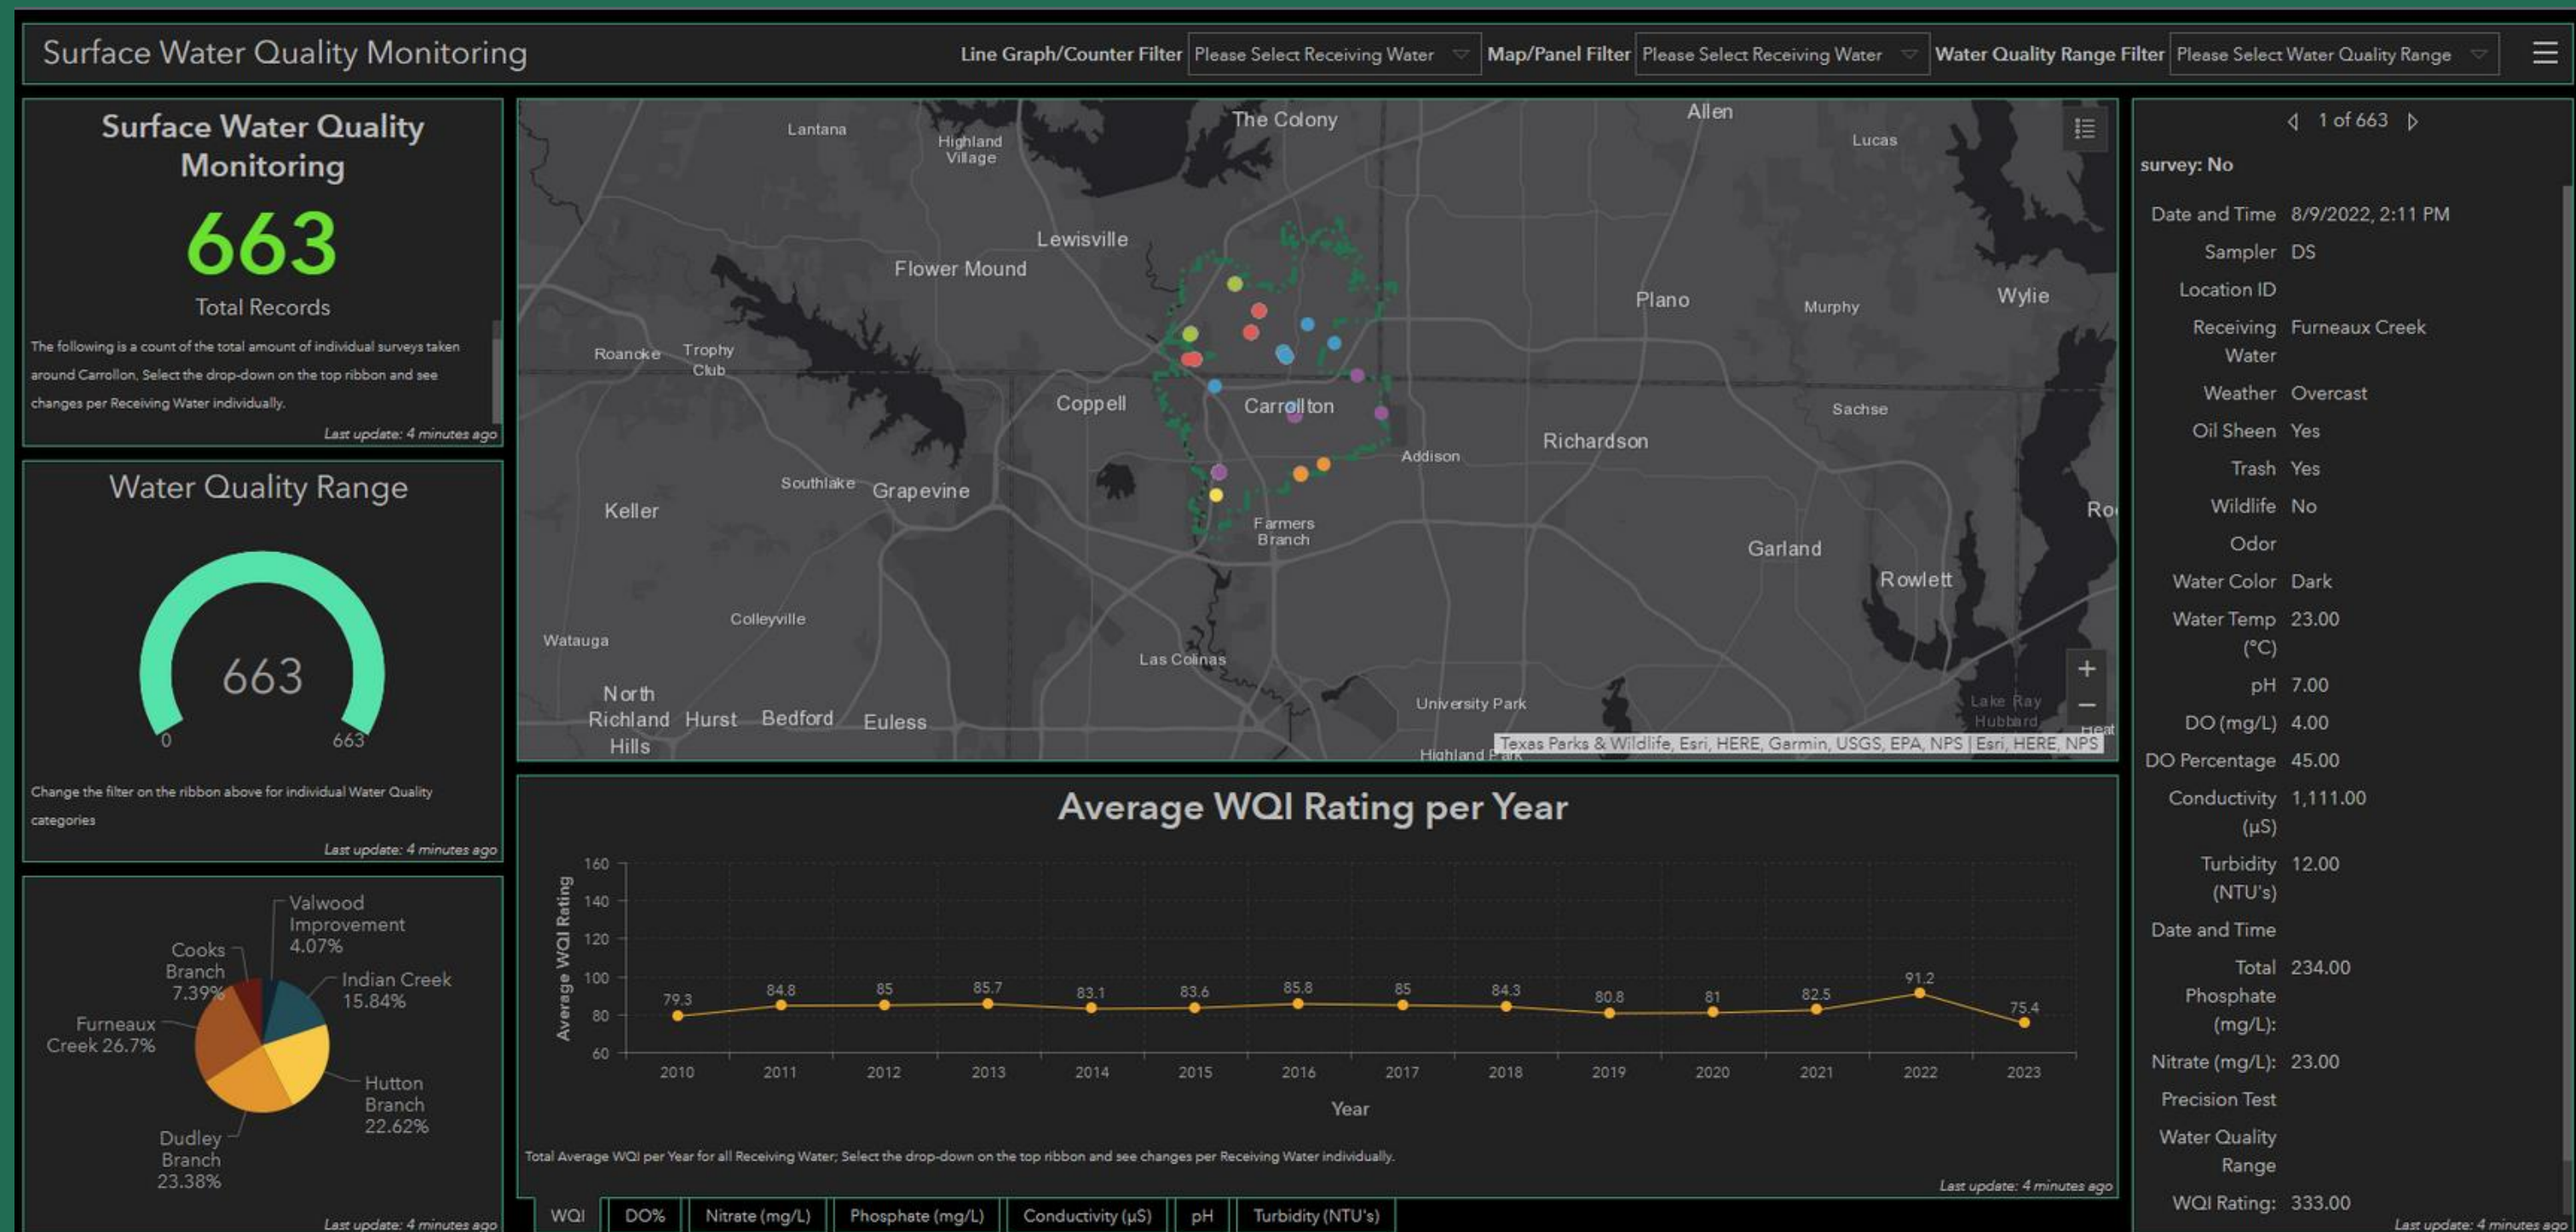 Surface Water Quality Monitoring
Line Graph/Counter Filter Please Select Receiving Water
Map/Panel Filter Please Select Receiving Water
Water Quality Range Filter Please Select Water Quality Range
Surface Water Quality
Monitoring
663
Total Records
The following is a count of the total amount of individual surveys taken
around Carrollon, Select the drop-down on the top ribbon and see
changes per Receiving Water individually.
Last update: 4 minutes ago
Water Quality Range
663
0
663
Change the filter on the ribbon above for individual Water Quality
categories
Last update: 4 minutes ago
Valwood
Improvement
4.07%
Cooks
Branch
7.39%
Indian Creek
15.84%
Furneaux
Creek 26.7%
Hutton
Branch
22.62%
Dudley
Branch
23.38%
Last update: 4 minutes ago
Lantana
Highland
Village
The Colony
Allen
Lucas
Lewisville
Flower Mound
Plano
Murphy
Wylie
Roanoke
Trophy
Club
Coppell
Carrollton
Sachse
Richardson
Addison
Southlake
Grapevine
Keller
Farmers
Branch
Garland
Rowlett
Colleyville
Watauga
Las Colinas
North
Richland
Hills
Hurst
Bedford
Euless
University Park
Highland Park
Lake Ray
Hubbard
+
−
Texas Parks & Wildlife, Esri, HERE, Garmin, USGS, EPA, NPS | Esri, HERE, NPS
Average WQI Rating per Year
Average WQI Rating
160
140
120
100
80
60
79.3
84.8
85
85.7
83.1
83.6
85.8
85
84.3
80.8
81
82.5
91.2
75.4
2010
2011
2012
2013
2014
2015
2016
2017
2018
2019
2020
2021
2022
2023
Year
Total Average WQI per Year for all Receiving Water; Select the drop-down on the top ribbon and see changes per Receiving Water individually.
Last update: 4 minutes ago
WQI
DO%
Nitrate (mg/L)
Phosphate (mg/L)
Conductivity (µS)
pH
Turbidity (NTU's)
1 of 663
survey: No
Date and Time 8/9/2022, 2:11 PM
Sampler DS
Location ID
Receiving Furneaux Creek
Water
Weather Overcast
Oil Sheen Yes
Trash Yes
Wildlife No
Odor
Water Color Dark
Water Temp 23.00
(°C)
pH 7.00
DO (mg/L) 4.00
DO Percentage 45.00
Conductivity 1,111.00
(µS)
Turbidity 12.00
(NTU's)
Date and Time
Total 234.00
Phosphate
(mg/L):
Nitrate (mg/L): 23.00
Precision Test
Water Quality
Range
WQI Rating: 333.00
Last update: 4 minutes ago